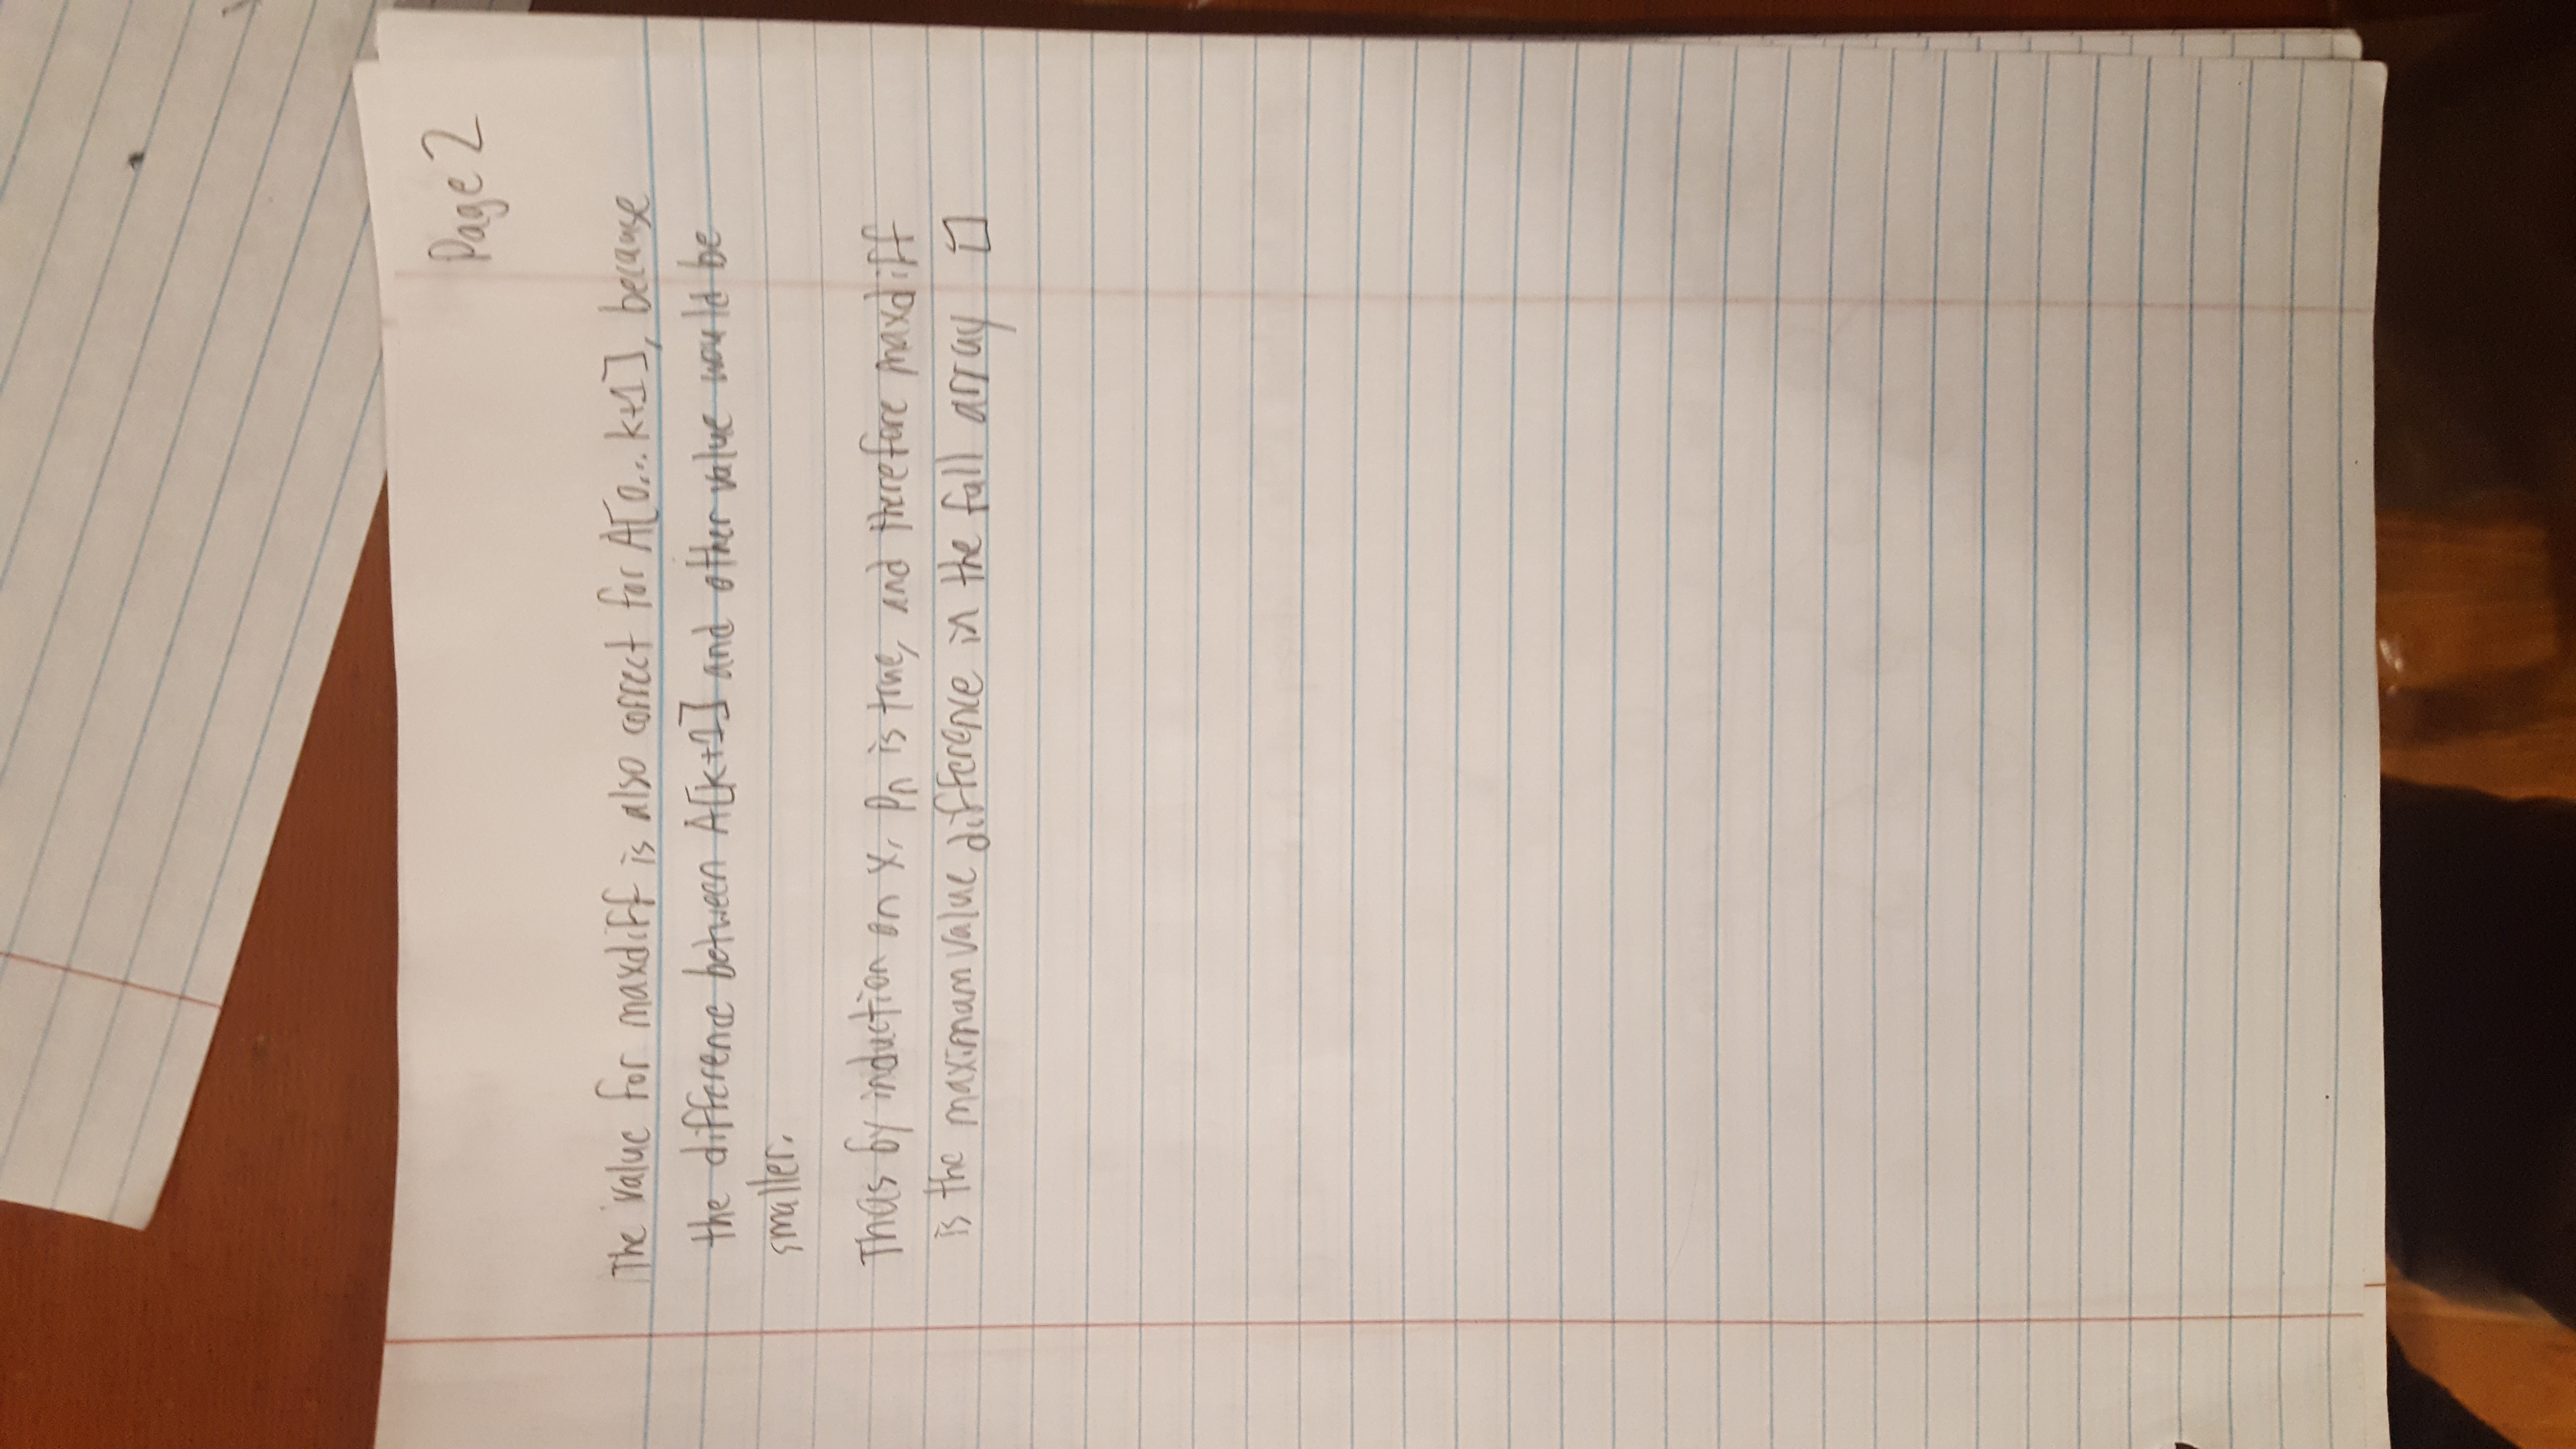 Page 2
The value for maxdiff is also correct for A[0... k+1], because
the difference between A[k+1] and other value would be
smaller.
Thus by induction on x, Pn is true, and therefore maxdiff
is the maximum value difference in the full array □